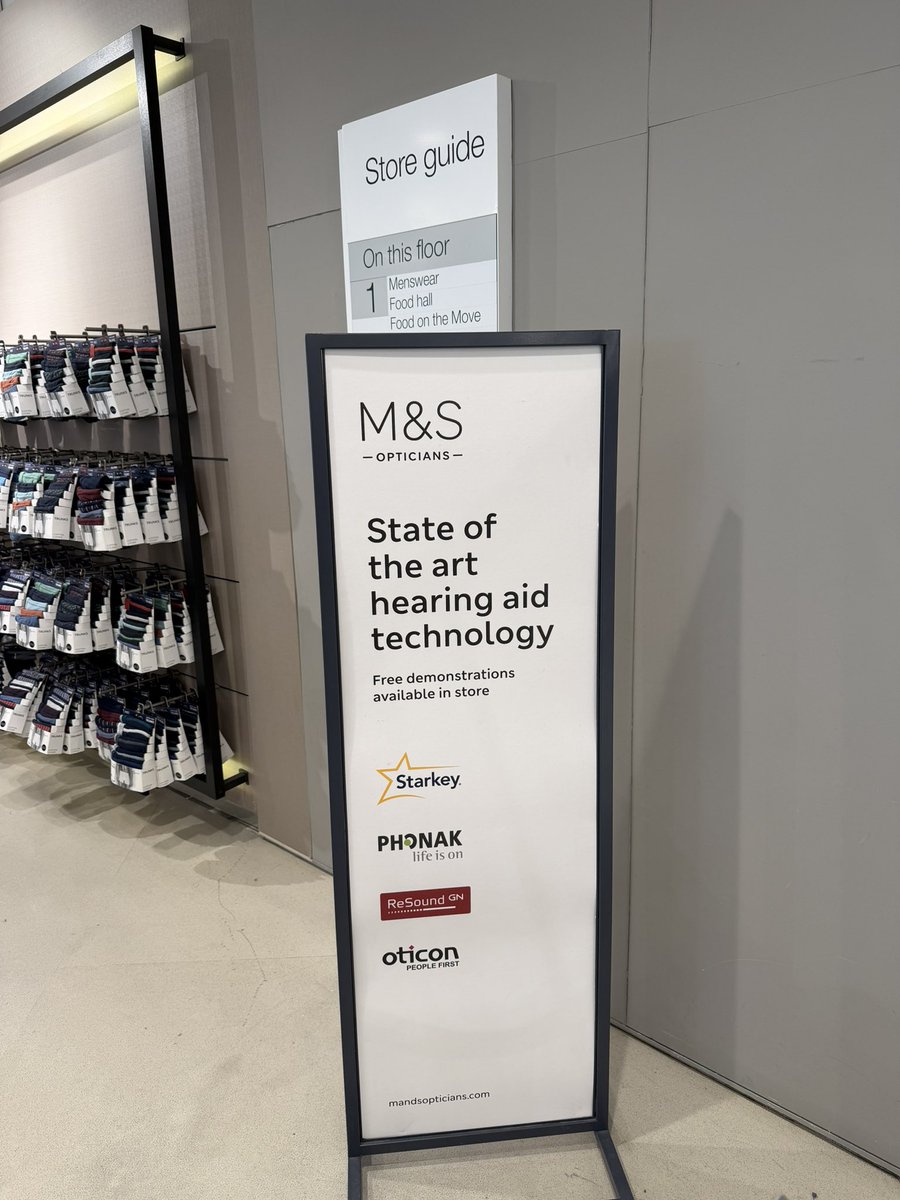 Store guide
On this floor
1
Menswear
Food hall
Food on the Move
M&S
OPTICIANS
State of
the art
hearing aid
technology
Free demonstrations
available in store
Starkey
PHONAK
life is on
ReSound GN
oticon
PEOPLE FIRST
mandsopticians.com